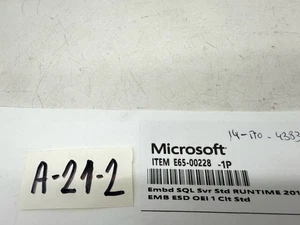 14-PRO-4383
Microsoft
ITEM E65-00228 -1P
A-21-2
Embd SQL Svr Std RUNTIME 201
EMB ESD OEI 1 Clt Std